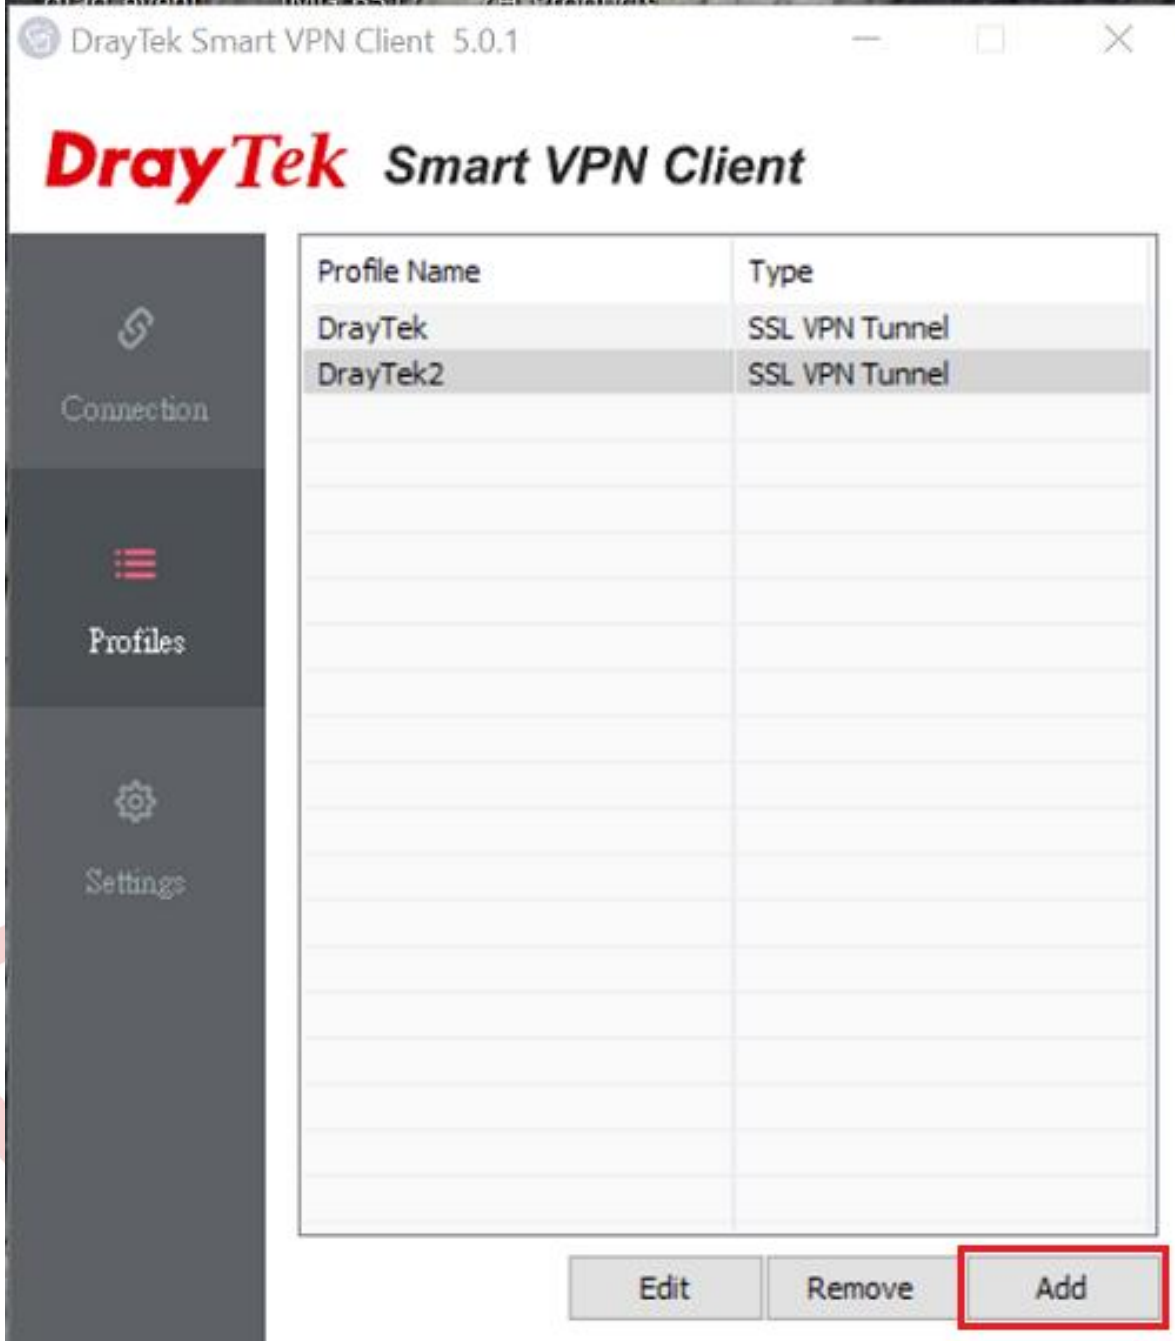 DrayTek Smart VPN Client 5.0.1
DrayTek Smart VPN Client
Profile Name Type
DrayTek SSL VPN Tunnel
DrayTek2 SSL VPN Tunnel
Connection
Profiles
Settings
Edit Remove Add